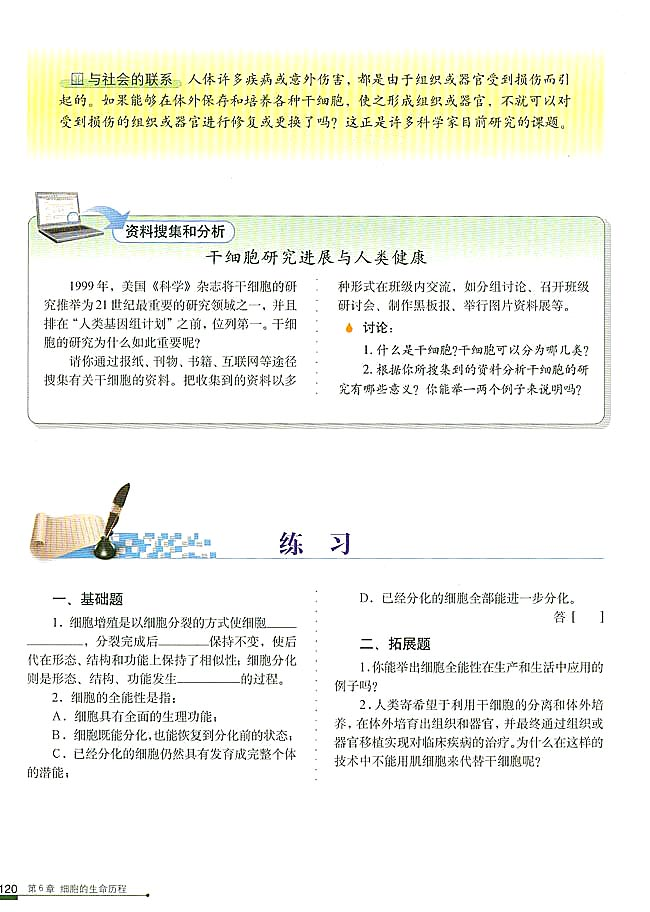 与社会的联系 人体许多疾病或意外伤害，都是由于组织或器官受到损伤而引
起的。如果能够在体外保存和培养各种干细胞，使之形成组织或器官，不就可以对
受到损伤的组织或器官进行修复或更换了吗？这正是许多科学家目前研究的课题。
资料搜集和分析
干细胞研究进展与人类健康
1999年，美国《科学》杂志将干细胞的研
究推举为21世纪最重要的研究领域之一，并且
排在“人类基因组计划”之前，位列第一。干细
胞的研究为什么如此重要呢？
请你通过报纸、刊物、书籍、互联网等途径
搜集有关干细胞的资料。把收集到的资料以多
种形式在班级内交流，如分组讨论、召开班级
研讨会、制作黑板报、举行图片资料展等。
讨论：
1.什么是干细胞？干细胞可以分为哪几类？
2.根据你所搜集到的资料分析干细胞的研
究有哪些意义？你能举一两个例子来说明吗？
练 习
一、基础题
1．细胞增殖是以细胞分裂的方式使细胞____
________，分裂完成后________保持不变，使后
代在形态、结构和功能上保持了相似性；细胞分化
则是形态、结构、功能发生__________的过程。
2．细胞的全能性是指：
A．细胞具有全面的生理功能；
B．细胞既能分化，也能恢复到分化前的状态；
C．已经分化的细胞仍然具有发育成完整个体
的潜能；
D．已经分化的细胞全部能进一步分化。
答［ ］
二、拓展题
1.你能举出细胞全能性在生产和生活中应用的
例子吗？
2.人类寄希望于利用干细胞的分离和体外培
养，在体外培育出组织和器官，并最终通过组织或
器官移植实现对临床疾病的治疗。为什么在这样的
技术中不能用肌细胞来代替干细胞呢？
120 第6章 细胞的生命历程